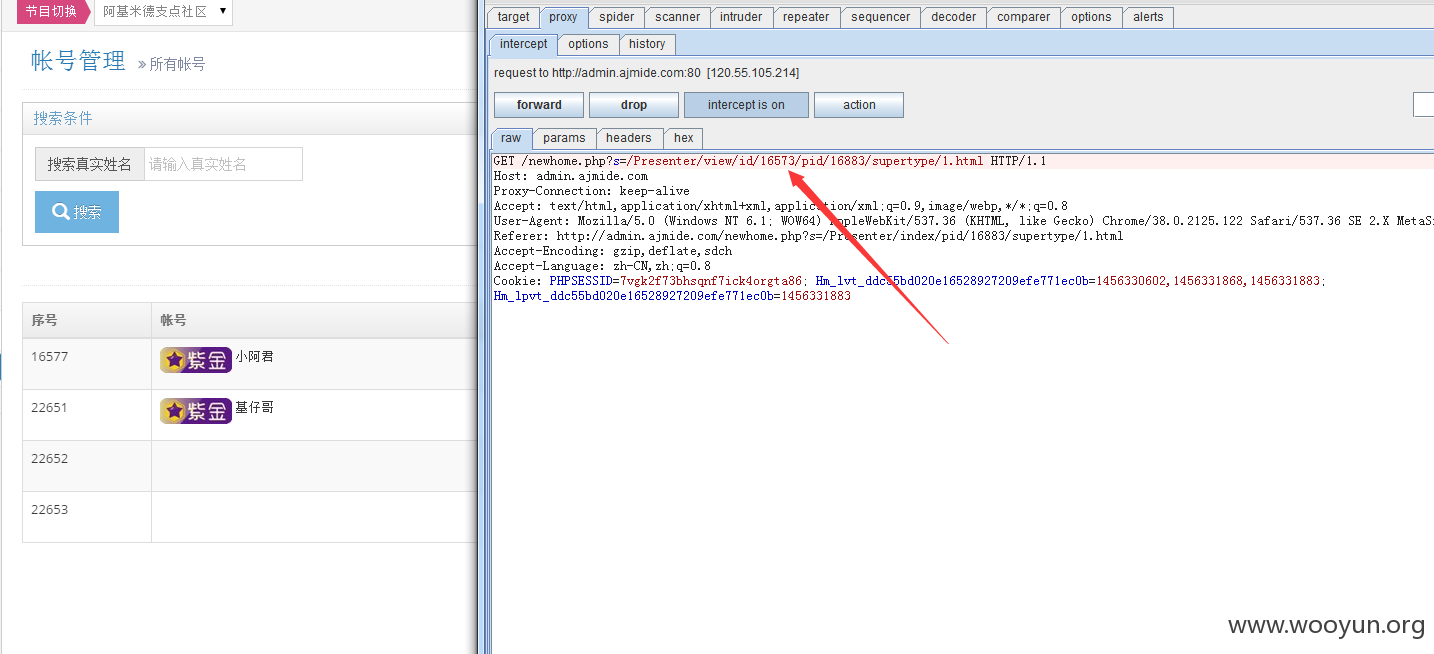 节目切换 阿基米德支点社区
帐号管理 » 所有帐号
搜索条件
搜索真实姓名 请输入真实姓名
搜索
序号 帐号
16577 紫金 小阿君
22651 紫金 基仔哥
22652
22653
target proxy spider scanner intruder repeater sequencer decoder comparer options alerts
intercept options history
request to http://admin.ajmide.com:80 [120.55.105.214]
forward drop intercept is on action
raw params headers hex
GET /newhome.php?s=/Presenter/view/id/16573/pid/16883/supertype/1.html HTTP/1.1
Host: admin.ajmide.com
Proxy-Connection: keep-alive
Accept: text/html,application/xhtml+xml,application/xml;q=0.9,image/webp,*/*;q=0.8
User-Agent: Mozilla/5.0 (Windows NT 6.1; WOW64) AppleWebKit/537.36 (KHTML, like Gecko) Chrome/38.0.2125.122 Safari/537.36 SE 2.X MetaS
Referer: http://admin.ajmide.com/newhome.php?s=/Presenter/index/pid/16883/supertype/1.html
Accept-Encoding: gzip,deflate,sdch
Accept-Language: zh-CN,zh;q=0.8
Cookie: PHPSESSID=7vgk2f73bhsqnf7ick4orgta86; Hm_lvt_ddc55bd020e16528927209efe771ec0b=1456330602,1456331868,1456331883;
Hm_lpvt_ddc55bd020e16528927209efe771ec0b=1456331883
www.wooyun.org